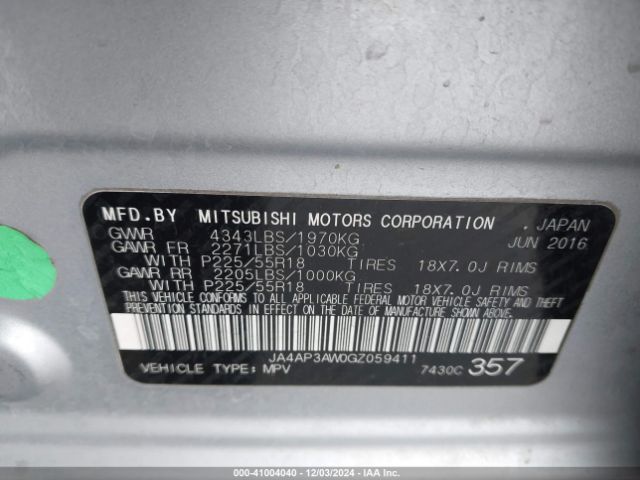 MFD.BY MITSUBISHI MOTORS CORPORATION . JAPAN
GVWR 4343LBS/1970KG JUN 2016
GAWR FR 2271LBS/1030KG
WITH P225/55R18 TIRES 18X7.0J RIMS
GAWR RR 2205LBS/1000KG
WITH P225/55R18 TIRES 18X7.0J RIMS
THIS VEHICLE CONFORMS TO ALL APPLICABLE FEDERAL MOTOR VEHICLE SAFETY AND THEFT
PREVENTION STANDARDS IN EFFECT ON THE DATE OF MANUFACTURE SHOWN ABOVE.
JA4AP3AW0GZ059411
VEHICLE TYPE: MPV 7430C 357
000-41004040 - 12/03/2024 - IAAI.COM